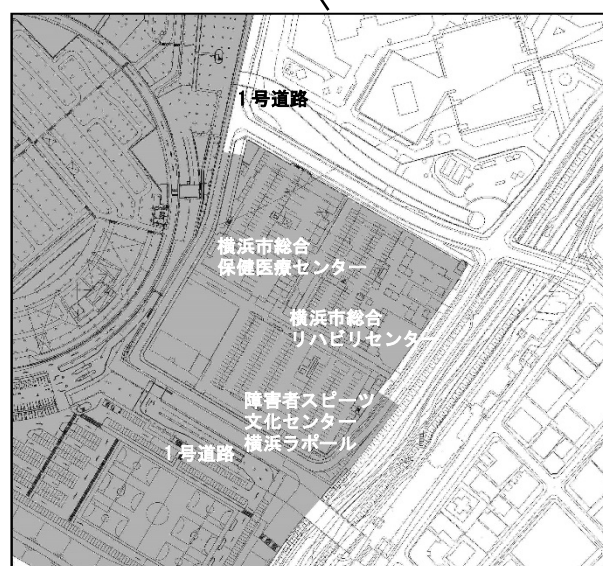 1号道路
横浜市総合
保健医療センター
横浜市総合
リハビリセンター
障害者スピーツ
文化センター
横浜ラポール
1号道路